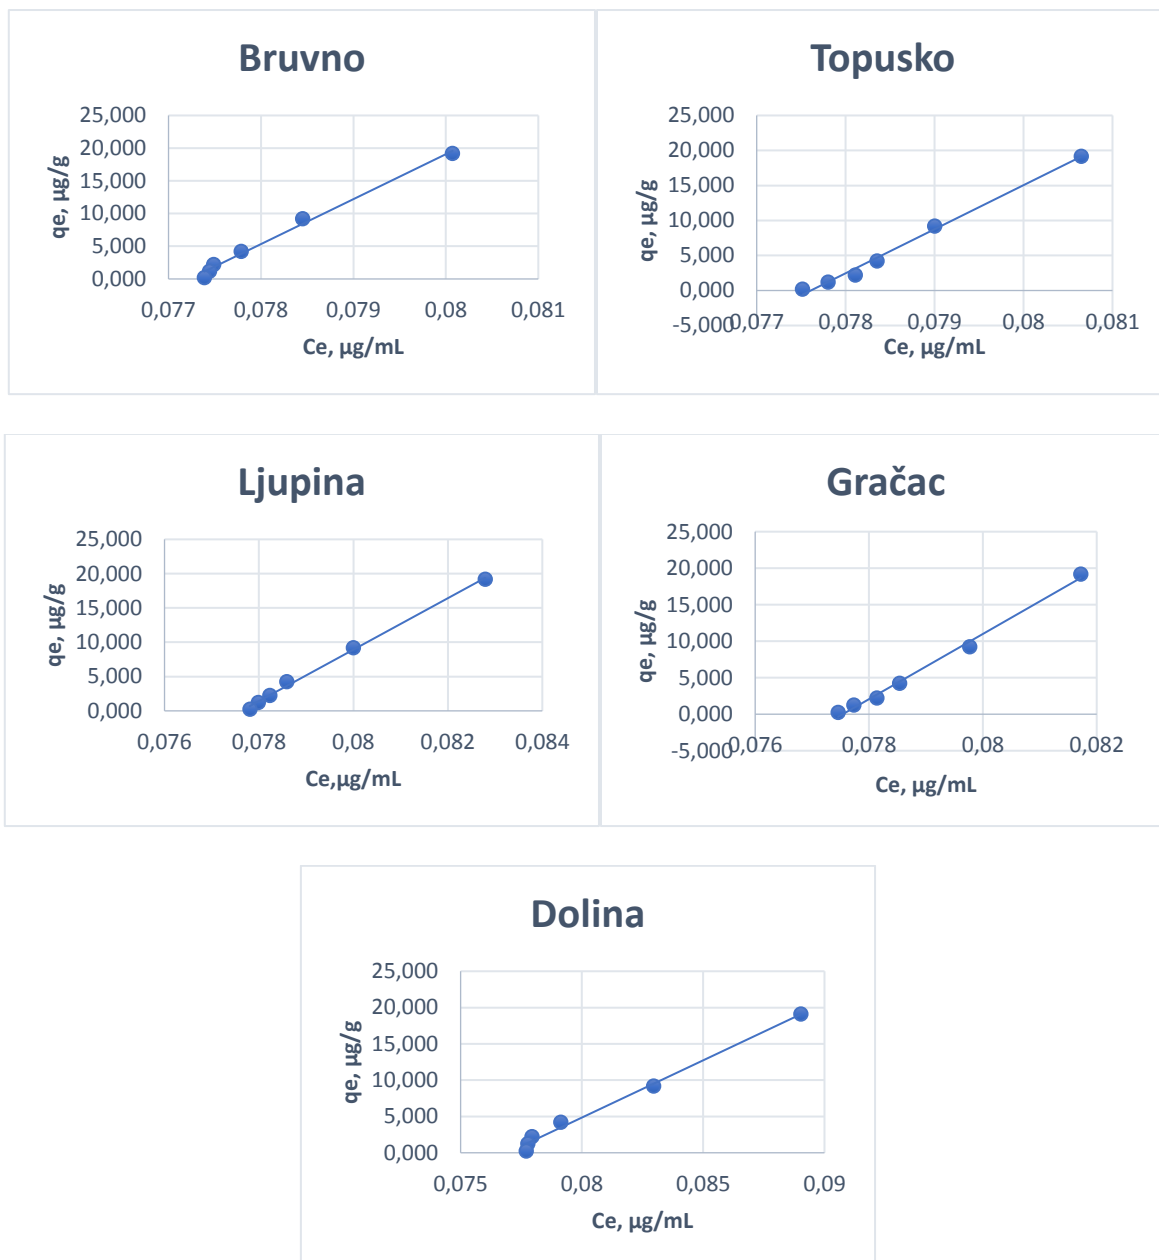 Bruvno
25,000
20,000
15,000
10,000
5,000
0,000
qe, µg/g
0,077 0,078 0,079 0,08 0,081
Ce, µg/mL
Topusko
25,000
20,000
15,000
10,000
5,000
0,000
-5,000
qe, µg/g
0,077 0,078 0,079 0,08 0,081
Ce, µg/mL
Ljupina
25,000
20,000
15,000
10,000
5,000
0,000
qe, µg/g
0,076 0,078 0,08 0,082 0,084
Ce,µg/mL
Gračac
25,000
20,000
15,000
10,000
5,000
0,000
-5,000
qe, µg/g
0,076 0,078 0,08 0,082
Ce, µg/mL
Dolina
25,000
20,000
15,000
10,000
5,000
0,000
qe, µg/g
0,075 0,08 0,085 0,09
Ce, µg/mL